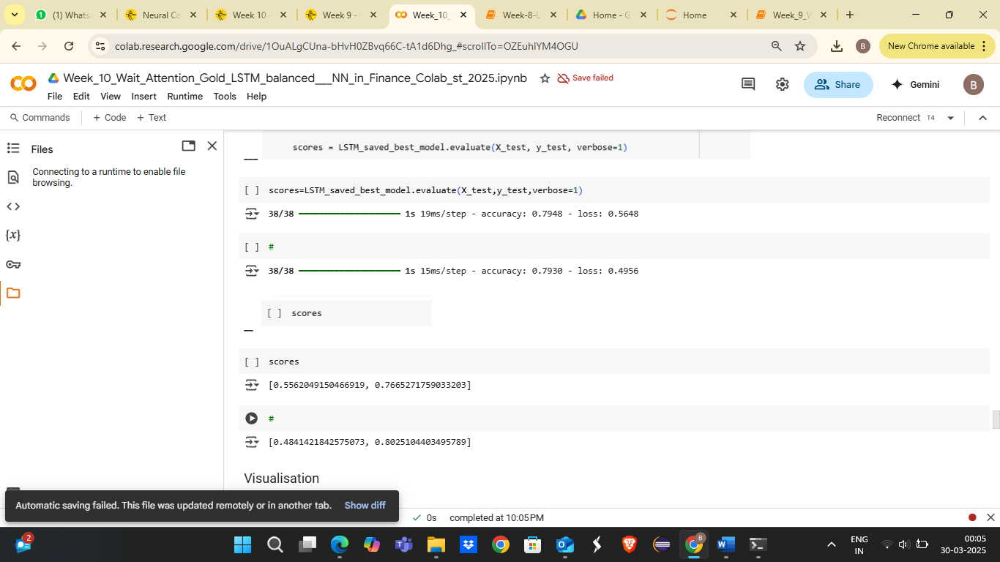 (1) Whats
Neural Co
Week 10 -
Week 9 -
Week_10_
Week-8-L
Home - G
Home
Week_9_V
colab.research.google.com/drive/1OuALgCUna-bHvH0ZBvq66C-tA1d6Dhg_#scrollTo=OZEuhlYM4OGU
B
New Chrome available
CO
Week_10_Wait_Attention_Gold_LSTM_balanced___NN_in_Finance_Colab_st_2025.ipynb
Save failed
File Edit View Insert Runtime Tools Help
Share
Gemini
B
Commands
+ Code + Text
Reconnect T4
Files
Connecting to a runtime to enable file
browsing.
{x}
scores = LSTM_saved_best_model.evaluate(X_test, y_test, verbose=1)
[ ] scores=LSTM_saved_best_model.evaluate(X_test,y_test,verbose=1)
38/38 1s 19ms/step - accuracy: 0.7948 - loss: 0.5648
[ ] #
38/38 1s 15ms/step - accuracy: 0.7930 - loss: 0.4956
[ ] scores
[ ] scores
[0.5562049150466919, 0.7665271759033203]
#
[0.4841421842575073, 0.8025104403495789]
Visualisation
Automatic saving failed. This file was updated remotely or in another tab. Show diff
0s completed at 10:05 PM
2
B
ENG
IN
00:05
30-03-2025